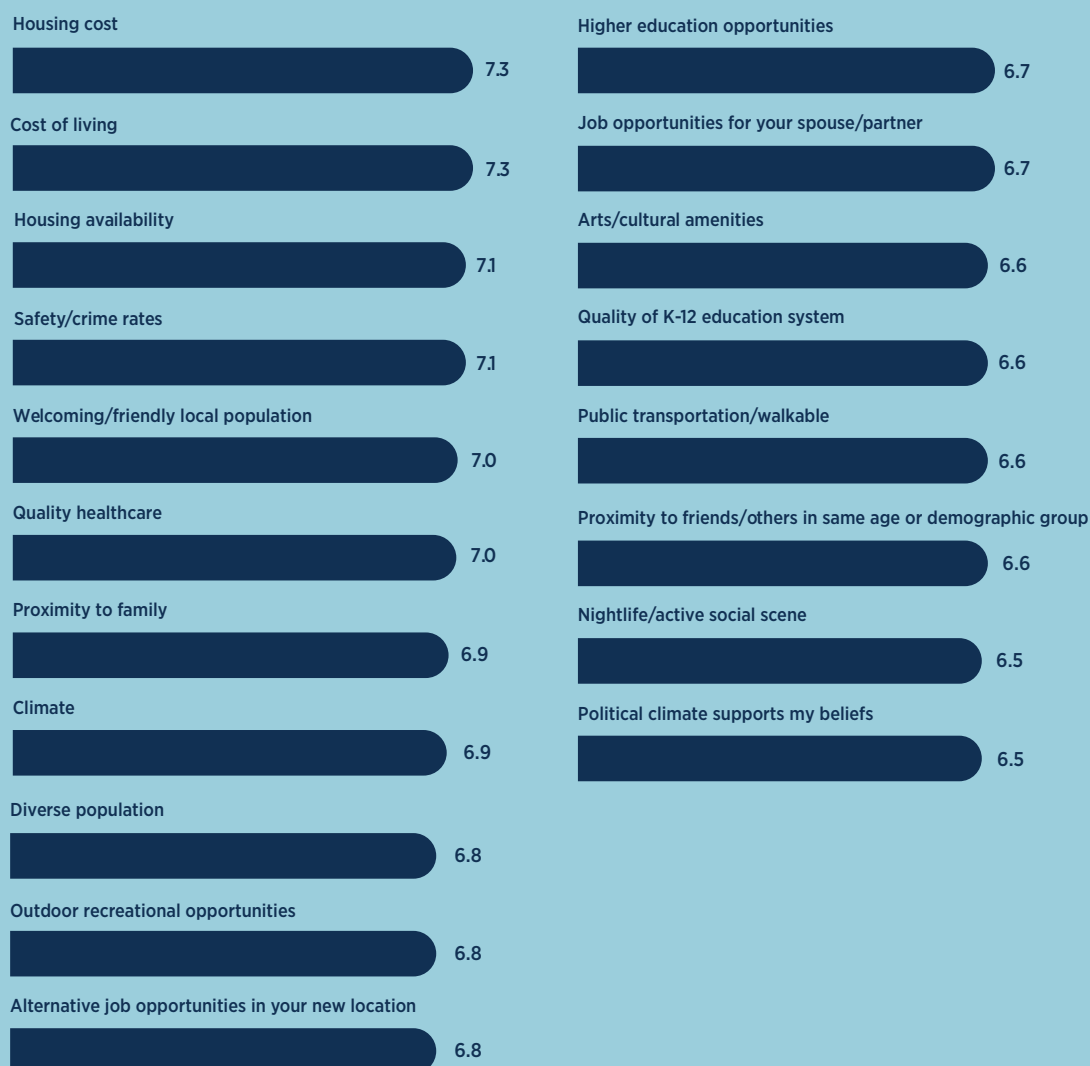 Housing cost
7.3
Cost of living
7.3
Housing availability
7.1
Safety/crime rates
7.1
Welcoming/friendly local population
7.0
Quality healthcare
7.0
Proximity to family
6.9
Climate
6.9
Diverse population
6.8
Outdoor recreational opportunities
6.8
Alternative job opportunities in your new location
6.8
Higher education opportunities
6.7
Job opportunities for your spouse/partner
6.7
Arts/cultural amenities
6.6
Quality of K-12 education system
6.6
Public transportation/walkable
6.6
Proximity to friends/others in same age or demographic group
6.6
Nightlife/active social scene
6.5
Political climate supports my beliefs
6.5